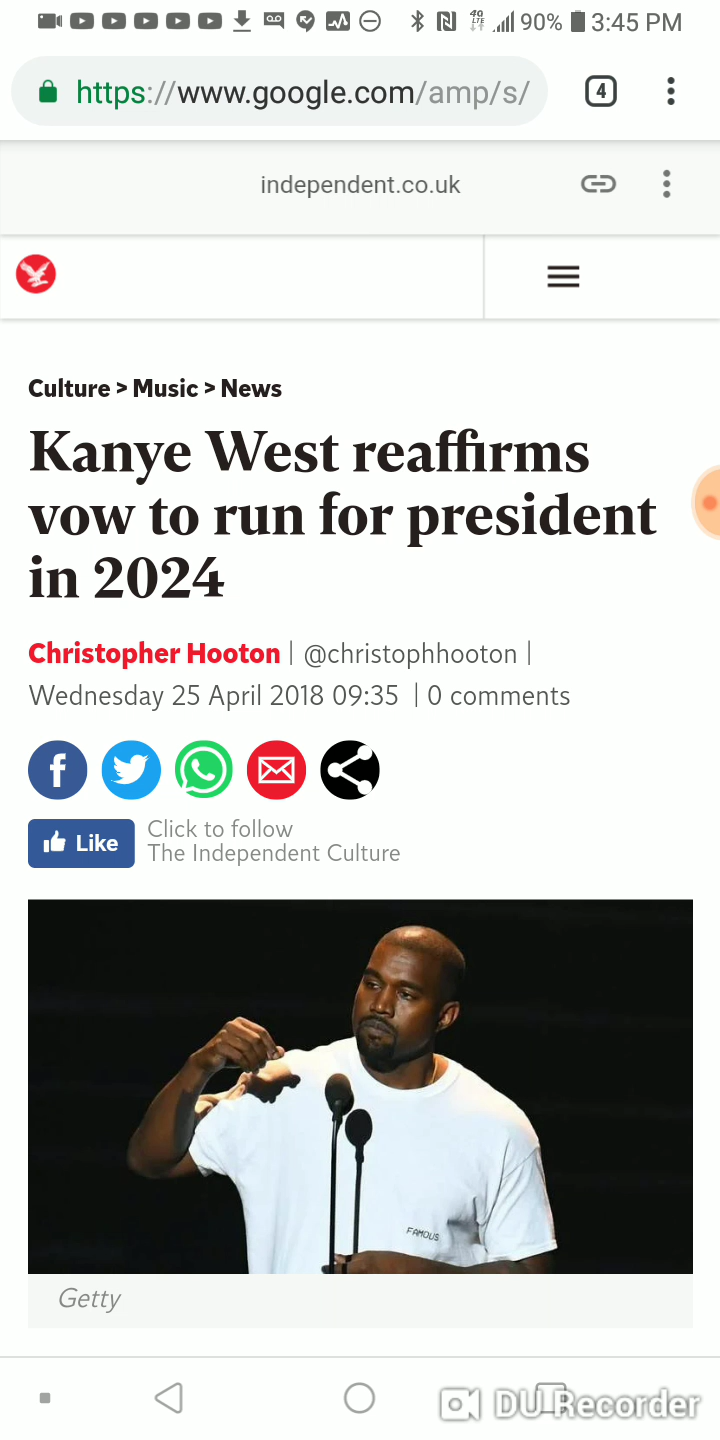 90% 3:45 PM
https://www.google.com/amp/s/
4
independent.co.uk
Culture > Music > News
Kanye West reaffirms
vow to run for president
in 2024
Christopher Hooton | @christophhooton |
Wednesday 25 April 2018 09:35 | 0 comments
Like
Click to follow
The Independent Culture
FAMOUS
Getty
DU Recorder